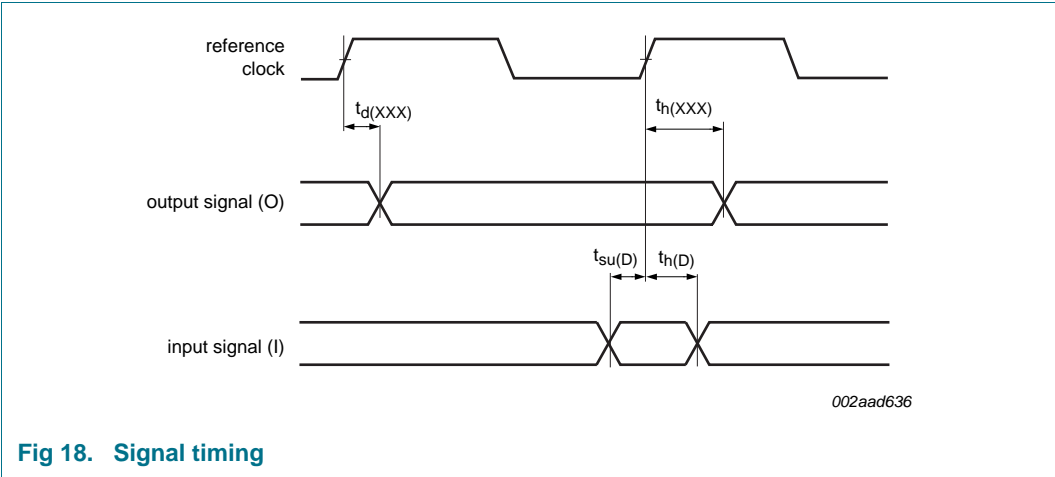 reference
clock
td(XXX)
th(XXX)
output signal (O)
tsu(D)
th(D)
input signal (I)
002aad636
Fig 18. Signal timing